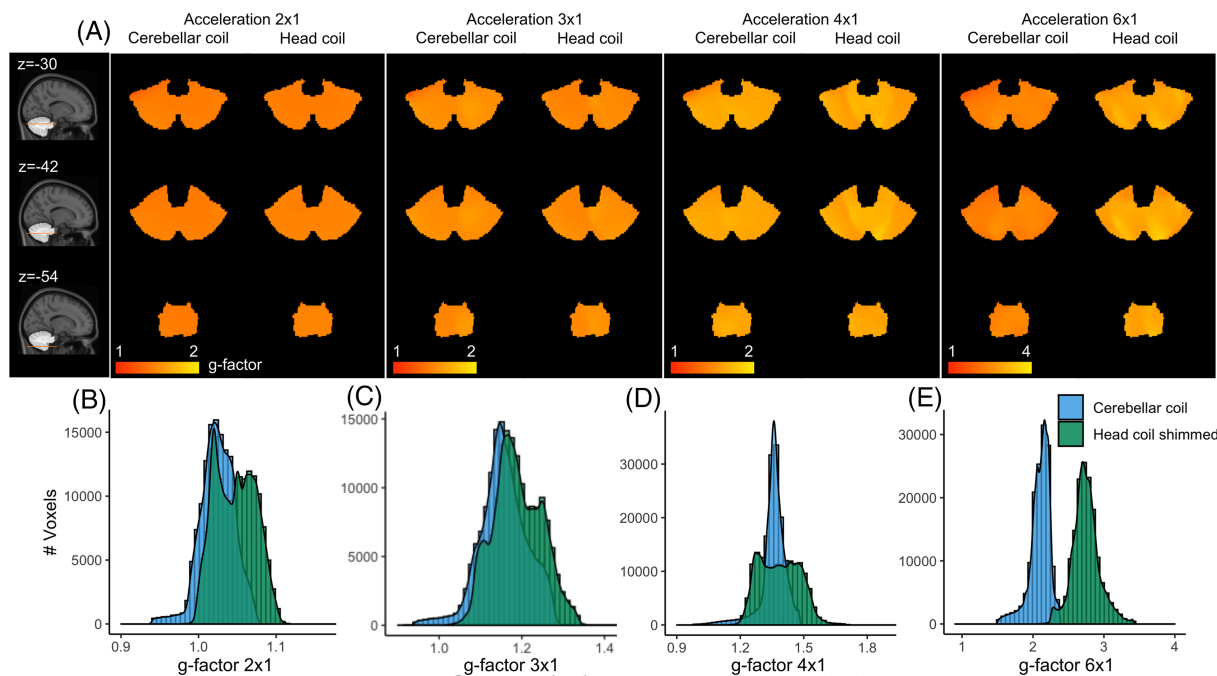 (A)
Acceleration 2x1
Cerebellar coil Head coil
Acceleration 3x1
Cerebellar coil Head coil
Acceleration 4x1
Cerebellar coil Head coil
Acceleration 6x1
Cerebellar coil Head coil
z=-30
z=-42
z=-54
1 2 g-factor
1 2
1 2
1 4
(B)
# Voxels
15000
10000
5000
0
0.9 1.0 1.1
g-factor 2x1
(C)
15000
10000
5000
0
1.0 1.2 1.4
g-factor 3x1
(D)
30000
20000
10000
0
0.9 1.2 1.5 1.8
g-factor 4x1
(E)
30000
20000
10000
0
1 2 3 4
g-factor 6x1
Cerebellar coil
Head coil shimmed